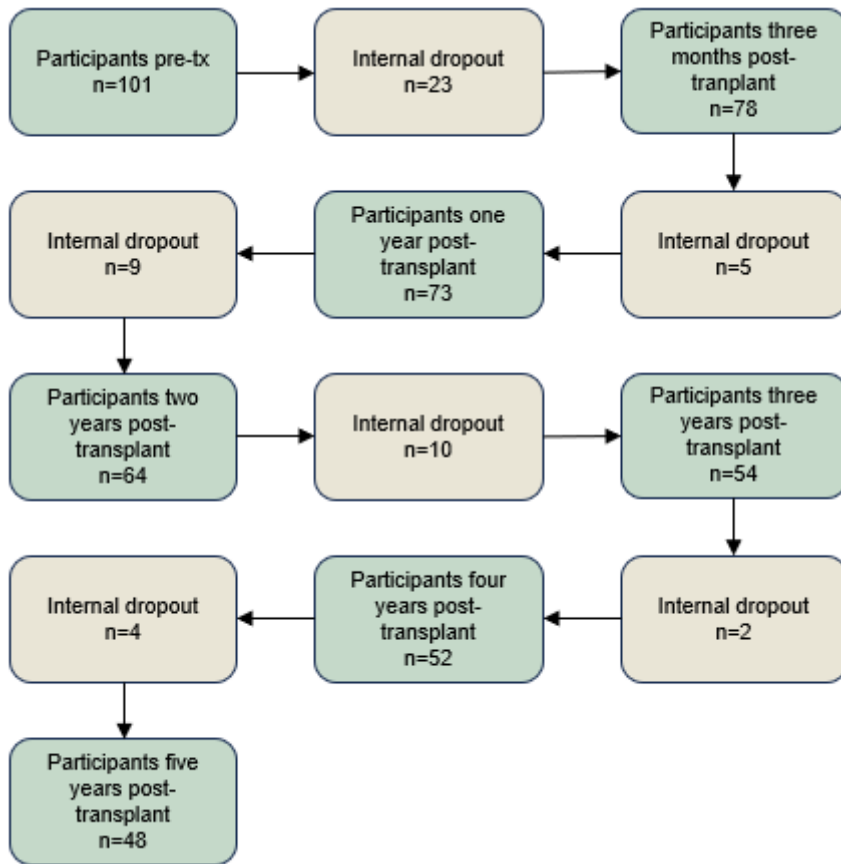 Participants pre-tx
n=101
Internal dropout
n=23
Participants three
months post-
tranplant
n=78
Internal dropout
n=5
Participants one
year post-
transplant
n=73
Internal dropout
n=9
Participants two
years post-
transplant
n=64
Internal dropout
n=10
Participants three
years post-
transplant
n=54
Internal dropout
n=2
Participants four
years post-
transplant
n=52
Internal dropout
n=4
Participants five
years post-
transplant
n=48